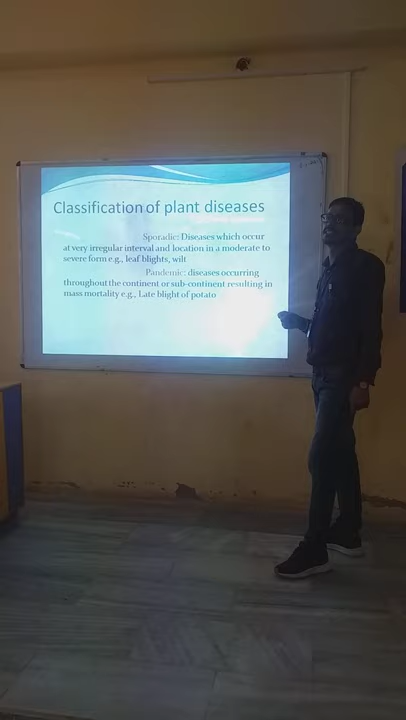 Classification of plant diseases
Sporadic: Diseases which occur
at very irregular interval and location in a moderate to
severe form e.g., leaf blights, wilt
Pandemic: diseases occurring
throughout the continent or sub-continent resulting in
mass mortality e.g., Late blight of potato